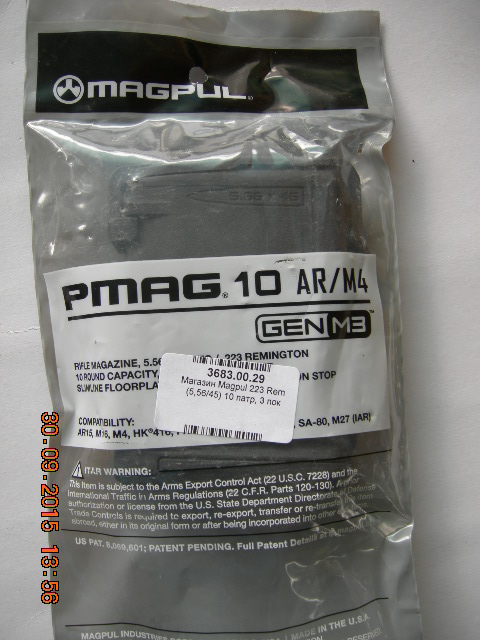 MAGPUL
5.56 x 45
PMAG® 10 AR/M4
GEN M3
RIFLE MAGAZINE, 5.56 223 REMINGTON
10 ROUND CAPACITY, ON STOP
SLIMLINE FLOORPLA
3683.00.29
Магазин Magpul 223 Rem
(5,56/45) 10 патр, 3 пок
COMPATIBILITY:
AR15, M16, M4, HK®416, SA-80, M27 (IAR)
ITAR WARNING:
This item is subject to the Arms Export Control Act (22 U.S.C. 7228) and the
International Traffic in Arms Regulations (22 C.F.R. Parts 120-130).
authorization or license from the U.S. State Department Directorate
Trade Controls is required to export, re-export, transfer or re-transfer
abroad, either in its original form or after being incorporated into other
US PAT. 8,069,601; PATENT PENDING. Full Patent Details
MAGPUL INDUSTRIES MADE IN THE U.S.A.
30.09.2015 13:56